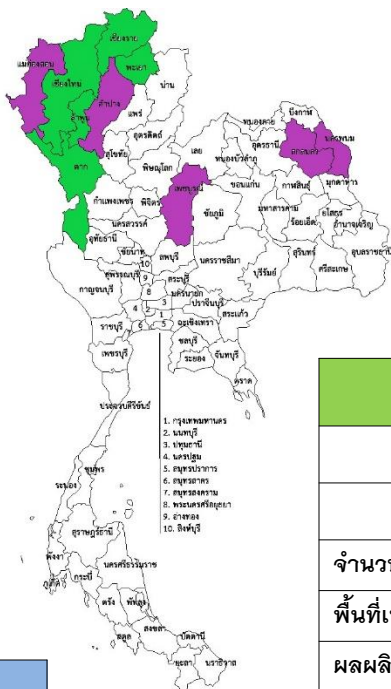 เชียงราย
แม่ฮ่องสอน
พะเยา
เชียงใหม่
น่าน
ลำปาง
ลำพูน
แพร่
บึงกาฬ
หนองคาย
เลย
อุดรธานี
นครพนม
สกลนคร
หนองบัวลำภู
อุตรดิตถ์
สุโขทัย
ตาก
พิษณุโลก
เพชรบูรณ์
ขอนแก่น
กาฬสินธุ์
มุกดาหาร
กำแพงเพชร
พิจิตร
ชัยภูมิ
มหาสารคาม
ร้อยเอ็ด
ยโสธร
อำนาจเจริญ
นครสวรรค์
อุทัยธานี
ชัยนาท
ลพบุรี
นครราชสีมา
บุรีรัมย์
สุรินทร์
ศรีสะเกษ
อุบลราชธานี
10
สุพรรณบุรี
9
สระบุรี
กาญจนบุรี
8
นครนายก
ปราจีนบุรี
สระแก้ว
4
2
3
1
ราชบุรี
6
5
ฉะเชิงเทรา
ชลบุรี
เพชรบุรี
ระยอง
จันทบุรี
ตราด
ประจวบคีรีขันธ์
1. กรุงเทพมหานคร
2. นนทบุรี
3. ปทุมธานี
4. นครปฐม
5. สมุทรปราการ
6. สมุทรสาคร
7. สมุทรสงคราม
8. พระนครศรีอยุธยา
9. อ่างทอง
10. สิงห์บุรี
ชุมพร
ระนอง
สุราษฎร์ธานี
พังงา
ภูเก็ต
กระบี่
นครศรีธรรมราช
ตรัง
พัทลุง
สตูล
สงขลา
ปัตตานี
ยะลา
นราธิวาส